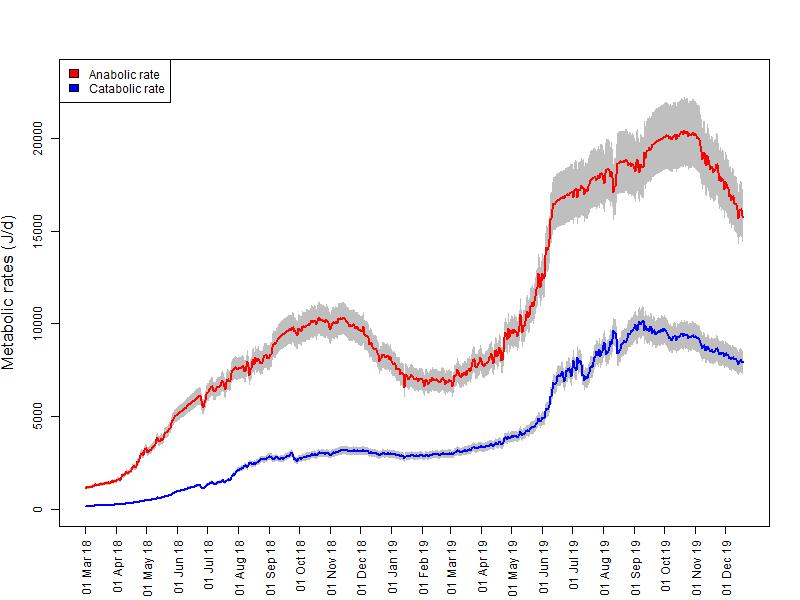 Anabolic rate
Catabolic rate
Metabolic rates (J/d)
20000
15000
10000
5000
0
01 Mar 18
01 Apr 18
01 May 18
01 Jun 18
01 Jul 18
01 Aug 18
01 Sep 18
01 Oct 18
01 Nov 18
01 Dec 18
01 Jan 19
01 Feb 19
01 Mar 19
01 Apr 19
01 May 19
01 Jun 19
01 Jul 19
01 Aug 19
01 Sep 19
01 Oct 19
01 Nov 19
01 Dec 19